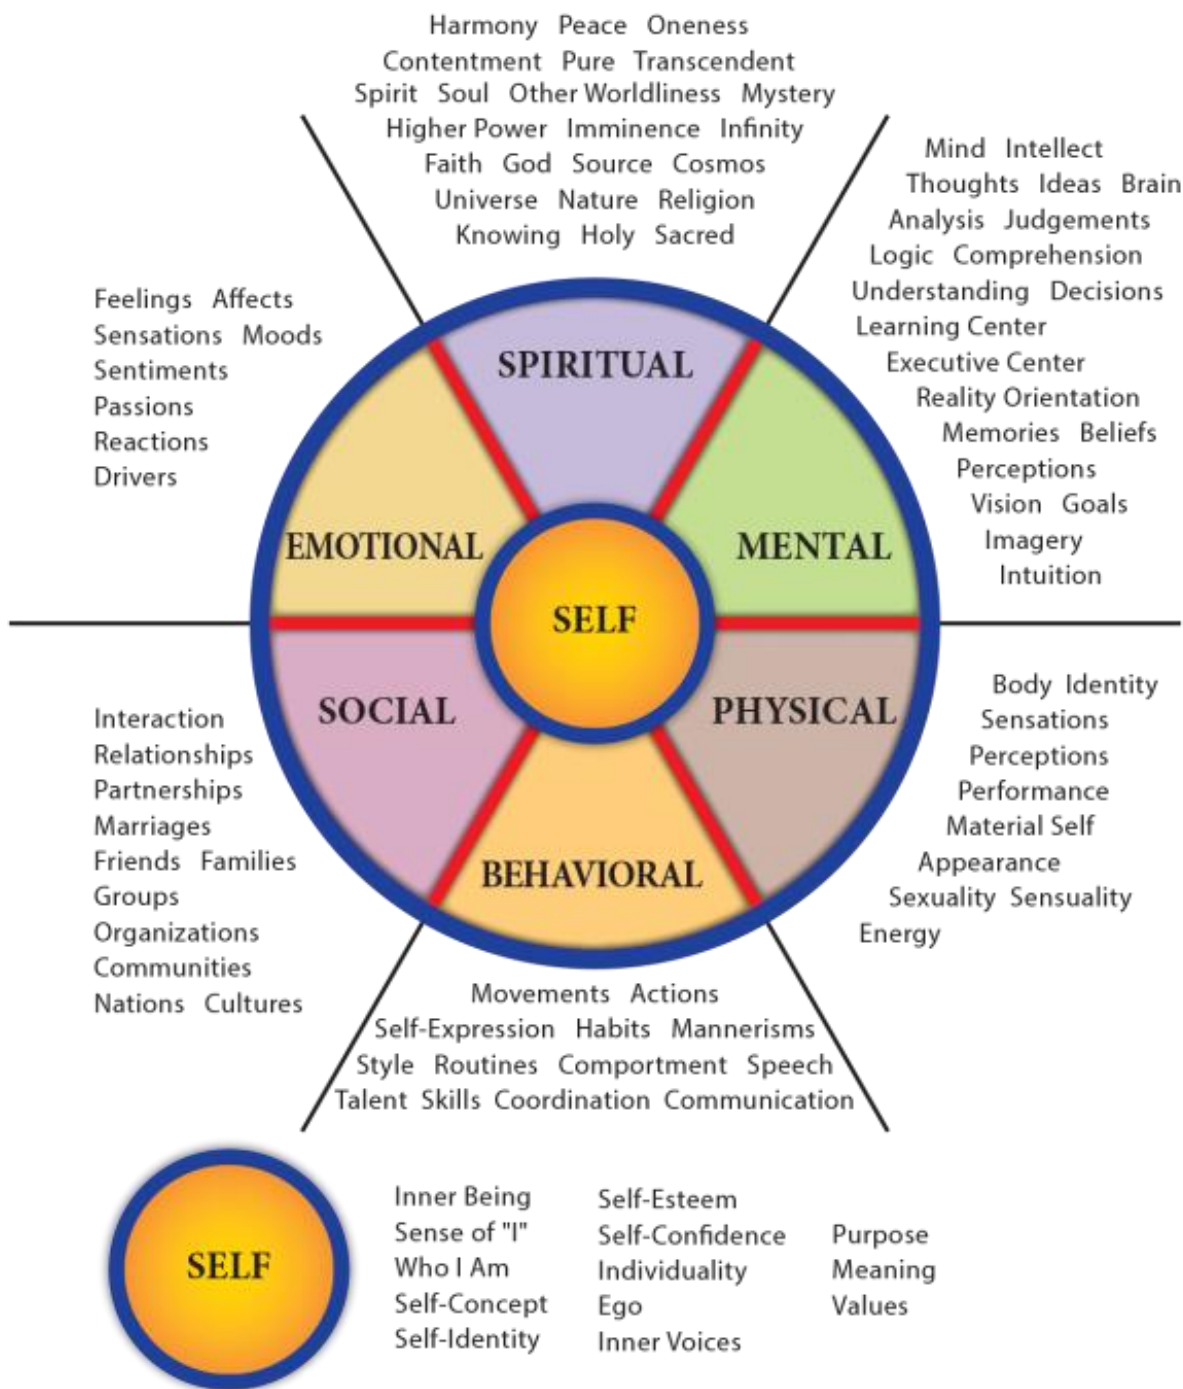 Harmony Peace Oneness
Contentment Pure Transcendent
Spirit Soul Other Worldliness Mystery
Higher Power Imminence Infinity
Faith God Source Cosmos
Universe Nature Religion
Knowing Holy Sacred
Mind Intellect
Thoughts Ideas Brain
Analysis Judgements
Logic Comprehension
Understanding Decisions
Learning Center
Executive Center
Reality Orientation
Memories Beliefs
Perceptions
Vision Goals
Imagery
Intuition
Feelings Affects
Sensations Moods
Sentiments
Passions
Reactions
Drivers
SPIRITUAL
EMOTIONAL
MENTAL
SELF
SOCIAL
PHYSICAL
BEHAVIORAL
Body Identity
Sensations
Perceptions
Performance
Material Self
Appearance
Sexuality Sensuality
Energy
Interaction
Relationships
Partnerships
Marriages
Friends Families
Groups
Organizations
Communities
Nations Cultures
Movements Actions
Self-Expression Habits Mannerisms
Style Routines Comportment Speech
Talent Skills Coordination Communication
SELF
Inner Being
Sense of "I"
Who I Am
Self-Concept
Self-Identity
Self-Esteem
Self-Confidence
Individuality
Ego
Inner Voices
Purpose
Meaning
Values